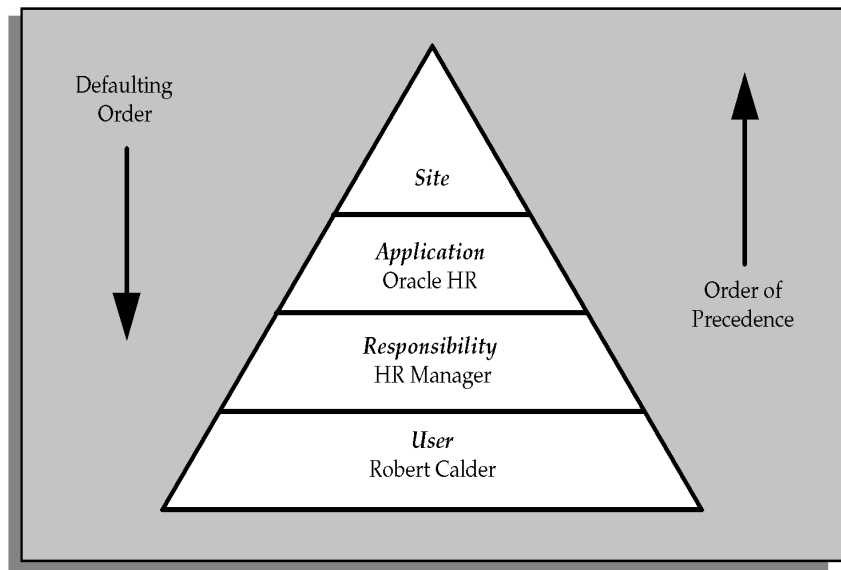 Defaulting
Order
Site
Application
Oracle HR
Order of
Precedence
Responsibility
HR Manager
User
Robert Calder